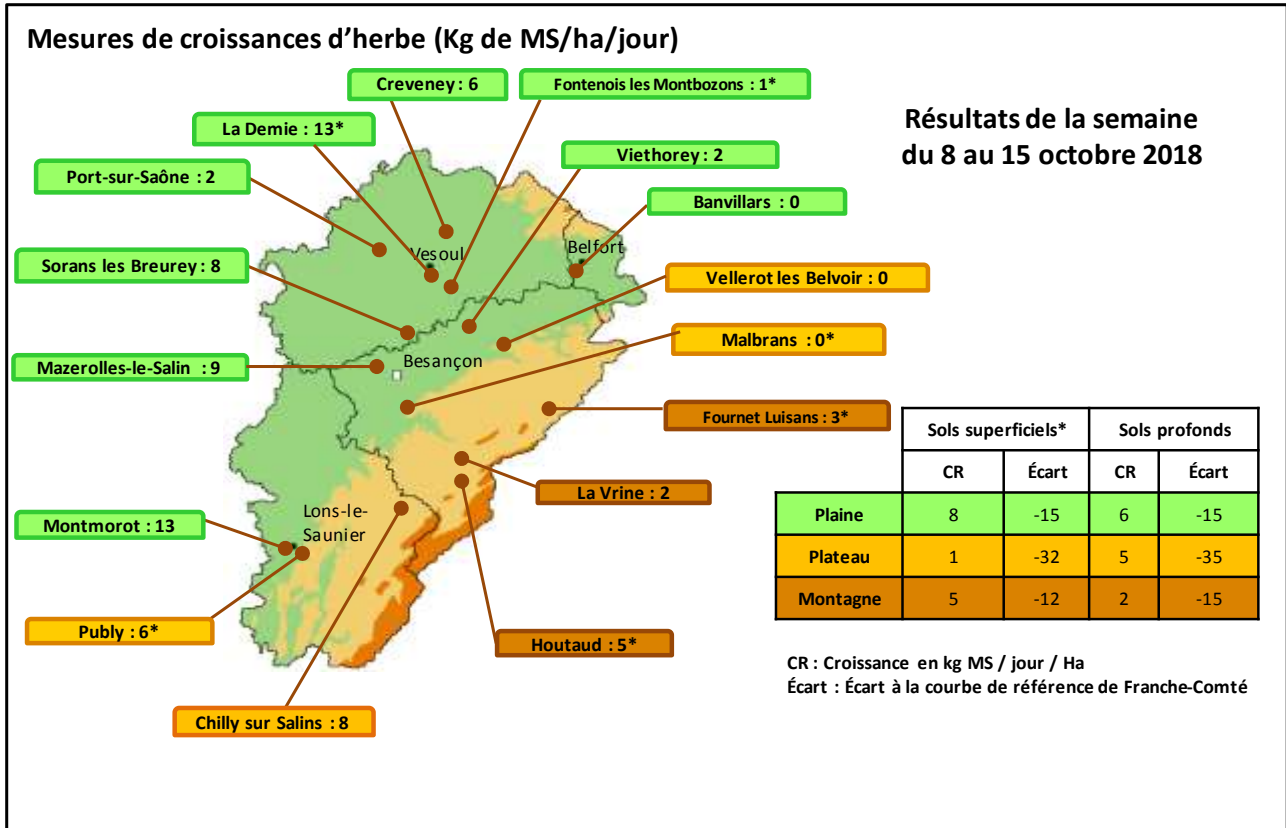 Mesures de croissances d'herbe (Kg de MS/ha/jour)
Résultats de la semaine
du 8 au 15 octobre 2018
Creveney : 6
Fontenois les Montbozons : 1*
La Demie : 13*
Viethorey : 2
Port-sur-Saône : 2
Banvillars : 0
Vesoul
Belfort
Sorans les Breurey : 8
Vellerot les Belvoir : 0
Malbrans : 0*
Besançon
Mazerolles-le-Salin : 9
Fournet Luisans : 3*
La Vrine : 2
Lons-le-
Saunier
Montmorot : 13
Publy : 6*
Houtaud : 5*
Chilly sur Salins : 8
Sols superficiels* Sols profonds
CR Écart CR Écart
Plaine 8 -15 6 -15
Plateau 1 -32 5 -35
Montagne 5 -12 2 -15
CR : Croissance en kg MS / jour / Ha
Écart : Écart à la courbe de référence de Franche-Comté